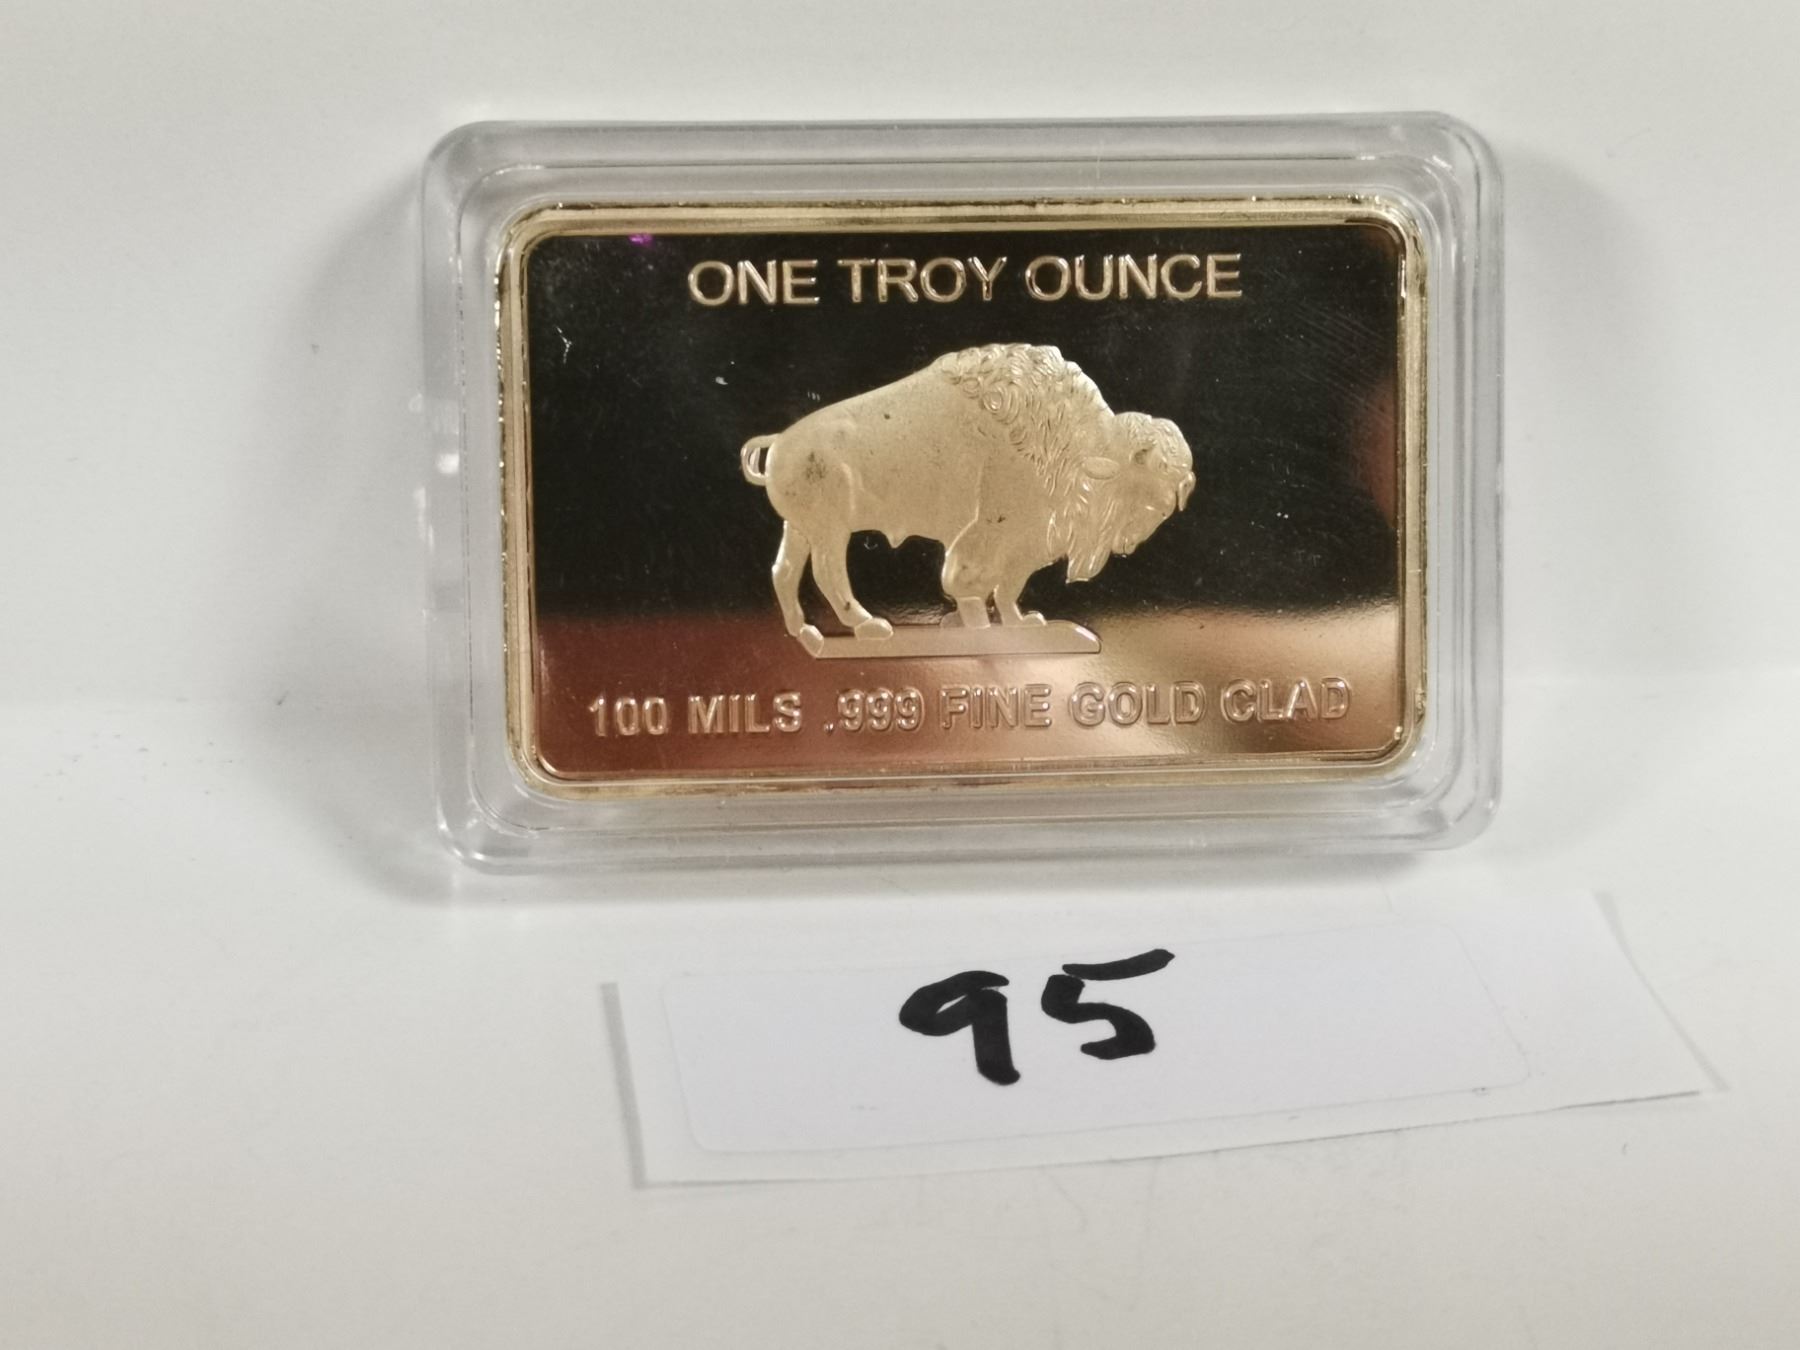 ONE TROY OUNCE
100 MILS .999 FINE GOLD CLAD
95